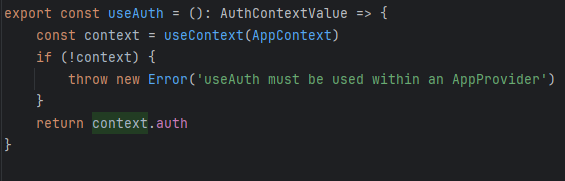 export const useAuth = (): AuthContextValue => {
    const context = useContext(AppContext)
    if (!context) {
        throw new Error('useAuth must be used within an AppProvider')
    }
    return context.auth
}